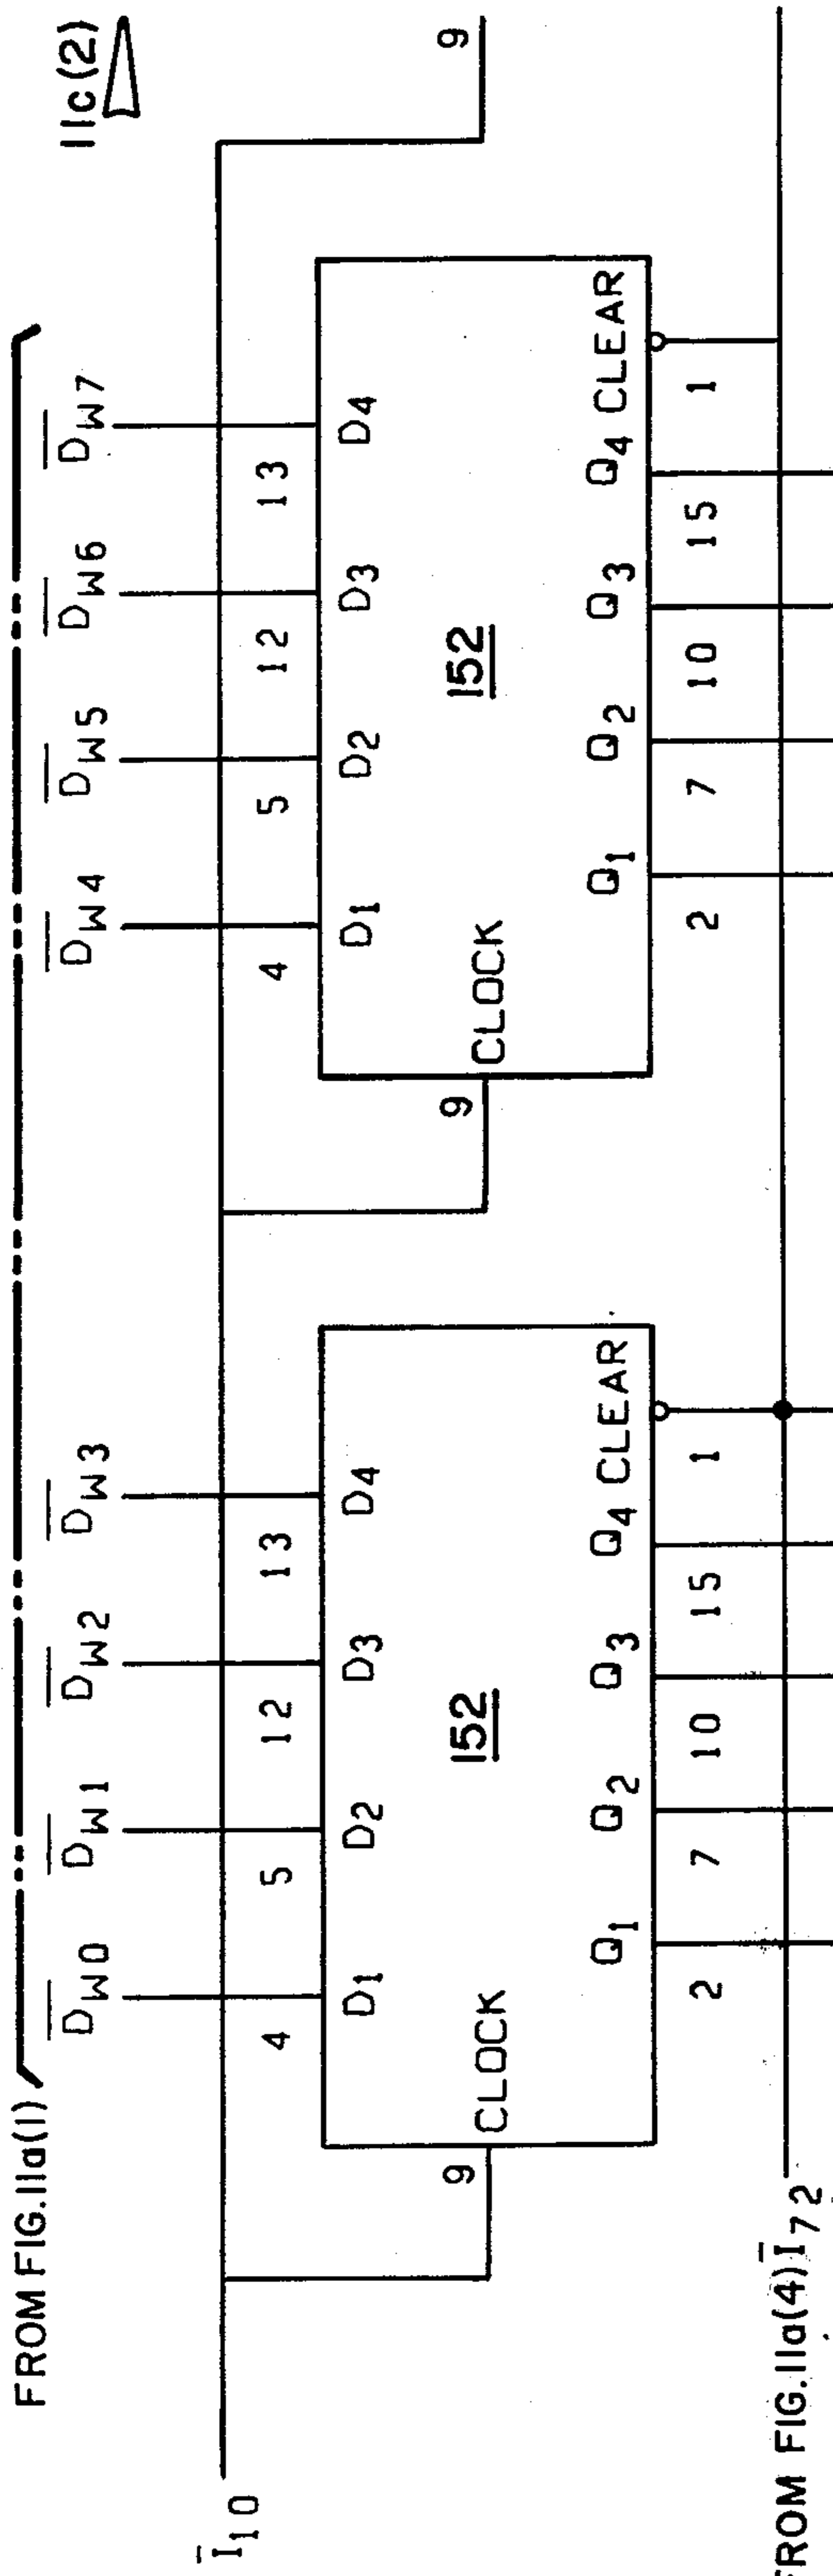 FROM FIG.11a(1)
11c(2)
D̅W0 D̅W1 D̅W2 D̅W3 D̅W4 D̅W5 D̅W6 D̅W7
I̅10
4 5 12 13 4 5 12 13
D1 D2 D3 D4 D1 D2 D3 D4
9 9 9
CLOCK 152 CLOCK 152
Q1 Q2 Q3 Q4 CLEAR Q1 Q2 Q3 Q4 CLEAR
2 7 10 15 1 2 7 10 15 1
FROM FIG.11a(4) I̅72